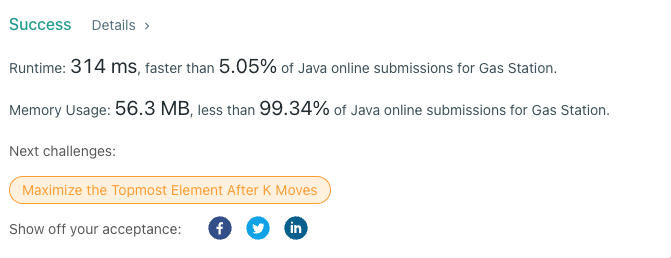 Success Details >
Runtime: 314 ms, faster than 5.05% of Java online submissions for Gas Station.
Memory Usage: 56.3 MB, less than 99.34% of Java online submissions for Gas Station.
Next challenges:
Maximize the Topmost Element After K Moves
Show off your acceptance: f in